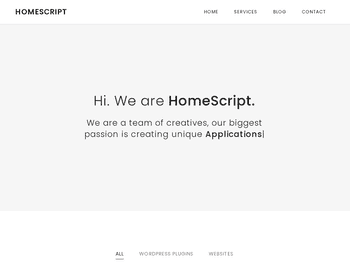 HOMESCRIPT
HOME SERVICES BLOG CONTACT
Hi. We are HomeScript.
We are a team of creatives, our biggest
passion is creating unique Applications|
ALL WORDPRESS PLUGINS WEBSITES